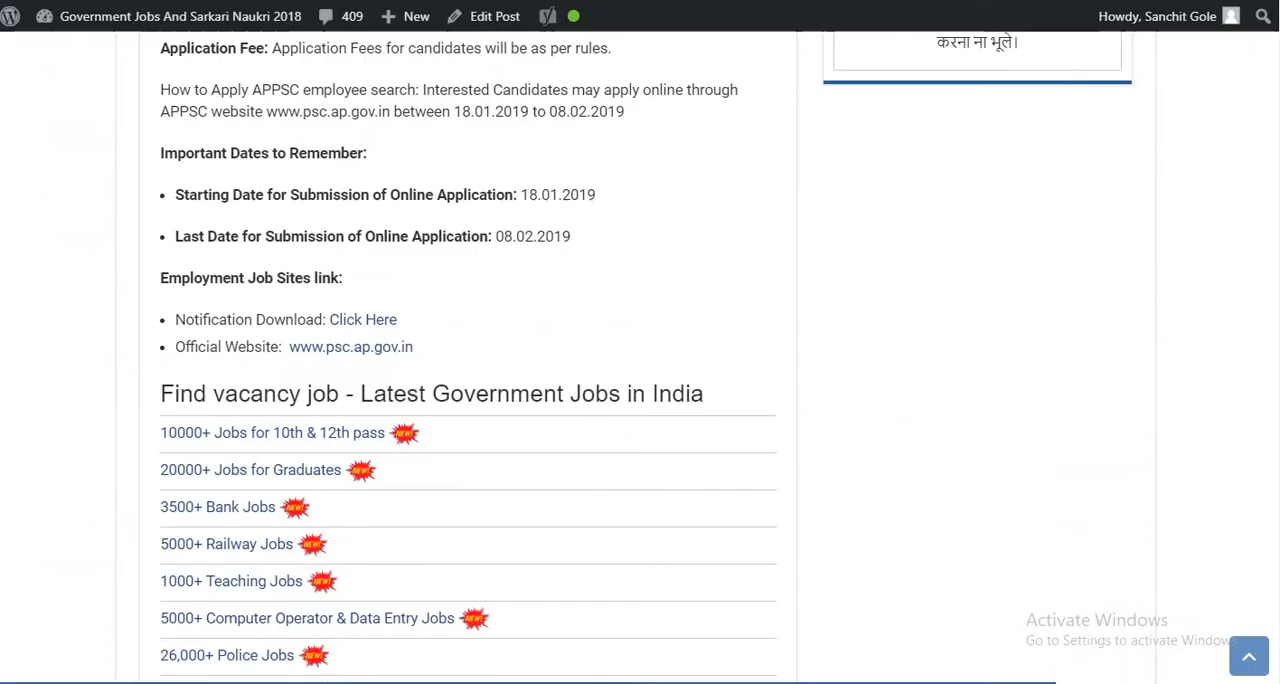 Government Jobs And Sarkari Naukri 2018 409 New Edit Post Howdy, Sanchit Gole
Application Fee: Application Fees for candidates will be as per rules.
How to Apply APPSC employee search: Interested Candidates may apply online through
APPSC website www.psc.ap.gov.in between 18.01.2019 to 08.02.2019
Important Dates to Remember:
• Starting Date for Submission of Online Application: 18.01.2019
• Last Date for Submission of Online Application: 08.02.2019
Employment Job Sites link:
• Notification Download: Click Here
• Official Website: www.psc.ap.gov.in
Find vacancy job - Latest Government Jobs in India
10000+ Jobs for 10th & 12th pass NEW!
20000+ Jobs for Graduates NEW!
3500+ Bank Jobs NEW!
5000+ Railway Jobs NEW!
1000+ Teaching Jobs NEW!
5000+ Computer Operator & Data Entry Jobs NEW!
26,000+ Police Jobs NEW!
करना ना भूले।
Activate Windows
Go to Settings to activate Windows.